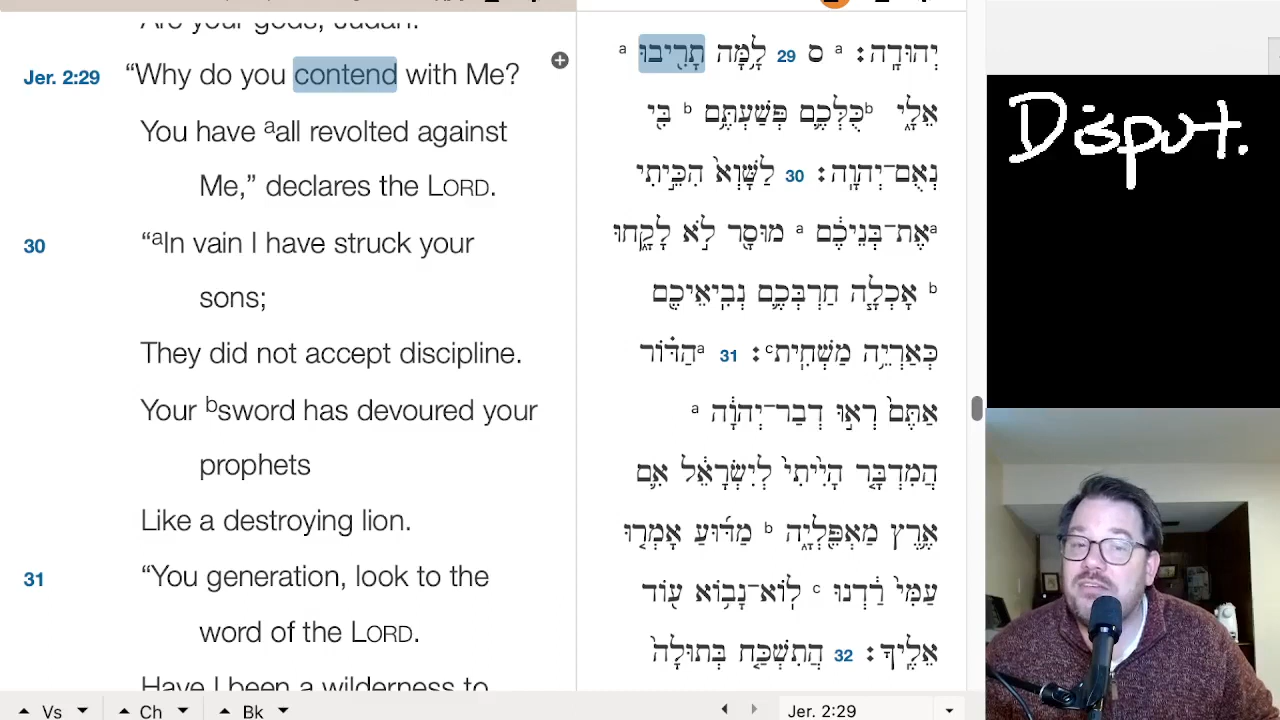 Are your gods, Judah.
Jer. 2:29 “Why do you contend with Me?
You have ᵃall revolted against
Me,” declares the LORD.
30 “ᵃIn vain I have struck your
sons;
They did not accept discipline.
Your ᵇsword has devoured your
prophets
Like a destroying lion.
31 “You generation, look to the
word of the LORD.
Have I been a wilderness to
יְהוּדָֽה׃ ᵃ ס 29 לָ֥מָּה תָרִ֖יבוּ ᵃ
אֵלָ֑י ᵇכֻּלְּכֶ֛ם פְּשַׁעְתֶּ֥ם ᵇ בִּ֖י
נְאֻם־יְהוָֽה׃ 30 לַשָּׁוְא֙ הִכֵּ֣יתִי
ᵃאֶת־בְּנֵיכֶ֔ם ᵃ מוּסָ֖ר לֹ֣א לָקָ֑חוּ
ᵇ אָכְלָ֧ה חַרְבְּכֶ֛ם נְבִֽיאֵיכֶ֖ם
כְּאַרְיֵ֥ה מַשְׁחִֽית׃ᶜ 31 ᵃהַדּ֗וֹר
אַתֶּם֙ רְא֣וּ דְבַר־יְהוָ֔ה ᵃ
הֲמִדְבָּ֤ר הָיִ֙יתִי֙ לְיִשְׂרָאֵ֔ל אִ֛ם
אֶ֥רֶץ מַאְפֵּ֖לְיָ֑ה ᵇ מַדּ֜וּעַ אָמְר֤וּ
עַמִּי֙ רַ֔דְנוּ ᶜ לֽוֹא־נָב֥וֹא ע֖וֹד
אֵלֶֽיךָ׃ 32 הֲתִשְׁכַּ֤ח בְּתוּלָה֙
Vs Ch Bk Jer. 2:29
Disput.